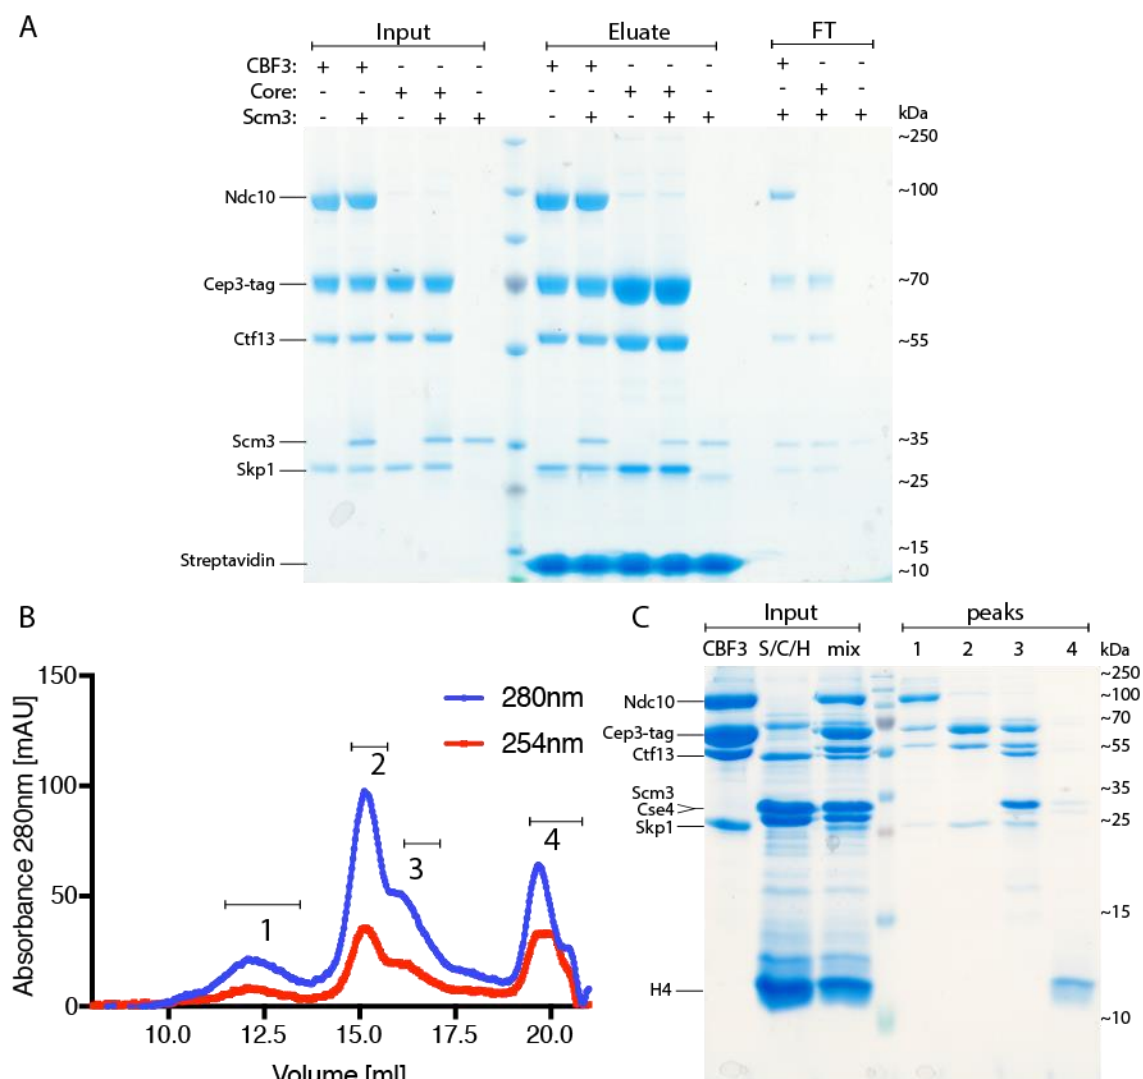 A
Input Eluate FT
CBF3: + + - - - + + - - - + - -
Core: - - + + - - - + + - - + -
Scm3: - + - + + - + - + + + + + kDa
~250
Ndc10 ~100
Cep3-tag ~70
Ctf13 ~55
Scm3 ~35
Skp1 ~25
Streptavidin ~15
~10
B
150
100
50
0
Absorbance 280nm [mAU]
280nm
254nm
1
2
3
4
10.0 12.5 15.0 17.5 20.0
Volume [ml]
C
Input peaks
CBF3 S/C/H mix 1 2 3 4 kDa
~250
Ndc10 ~100
~70
Cep3-tag ~55
Ctf13
Scm3 ~35
Cse4
Skp1 ~25
~15
H4
~10